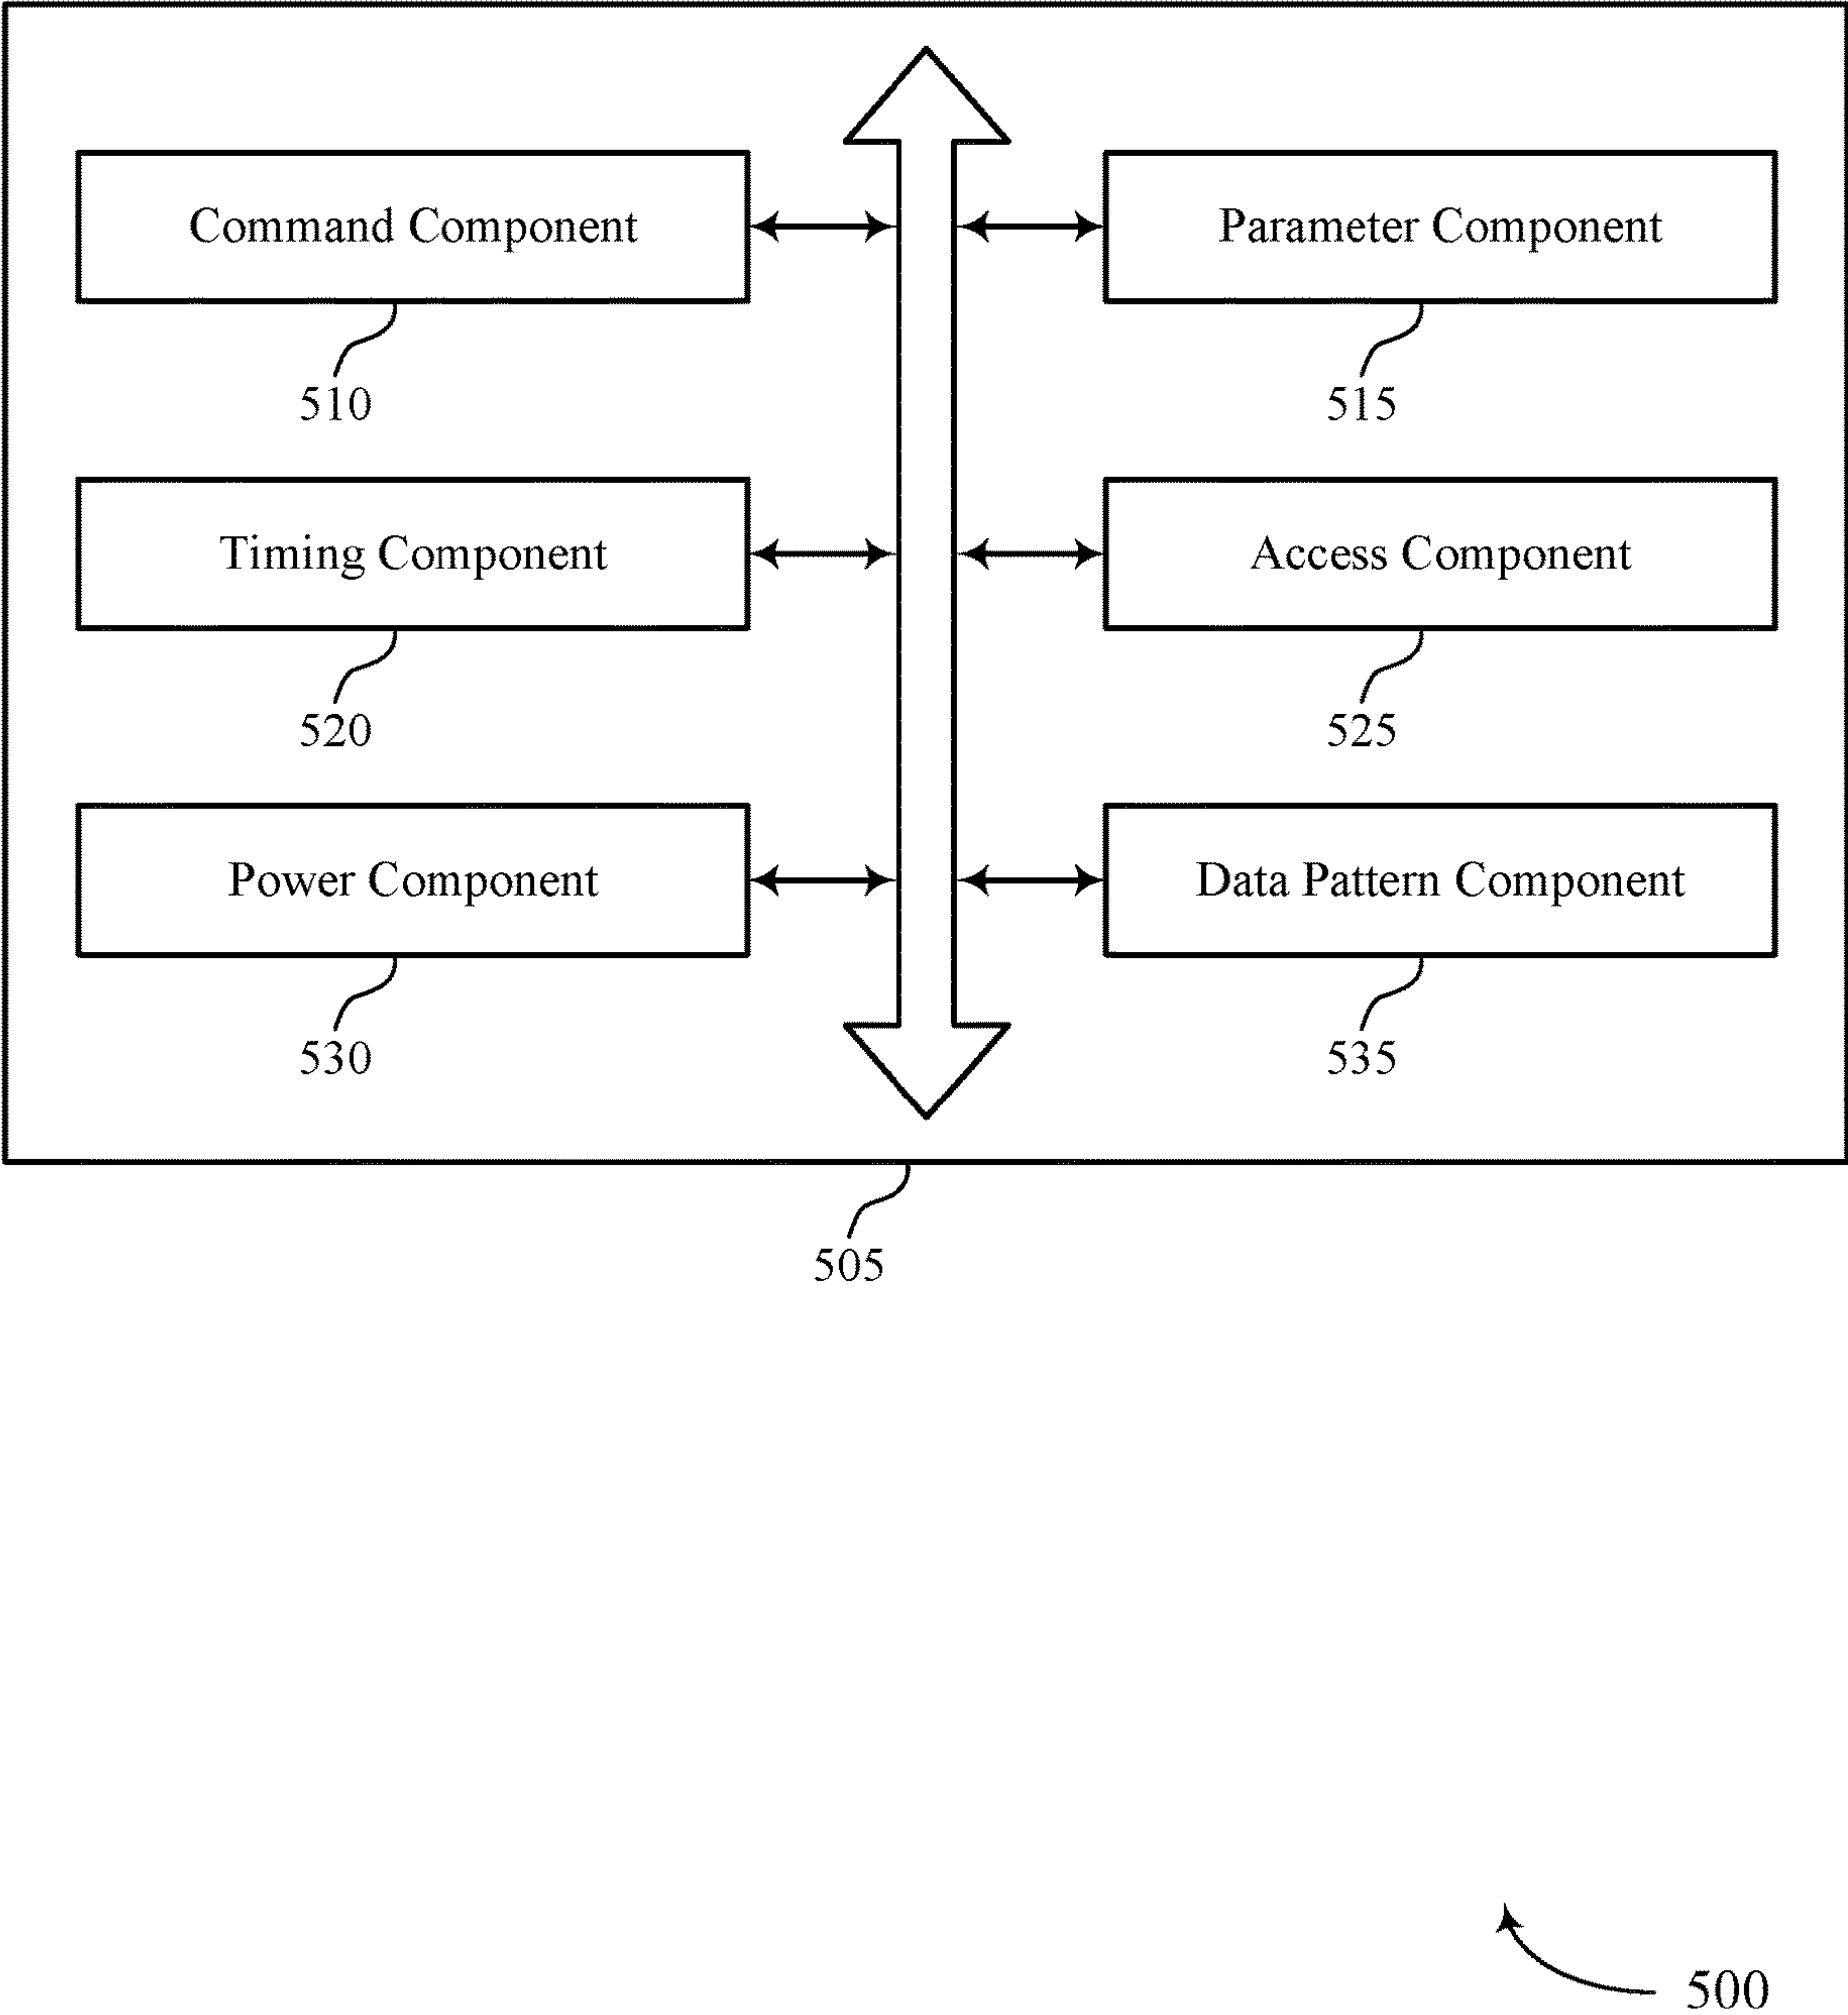 Command Component
Parameter Component
510
515
Timing Component
Access Component
520
525
Power Component
Data Pattern Component
530
535
505
500